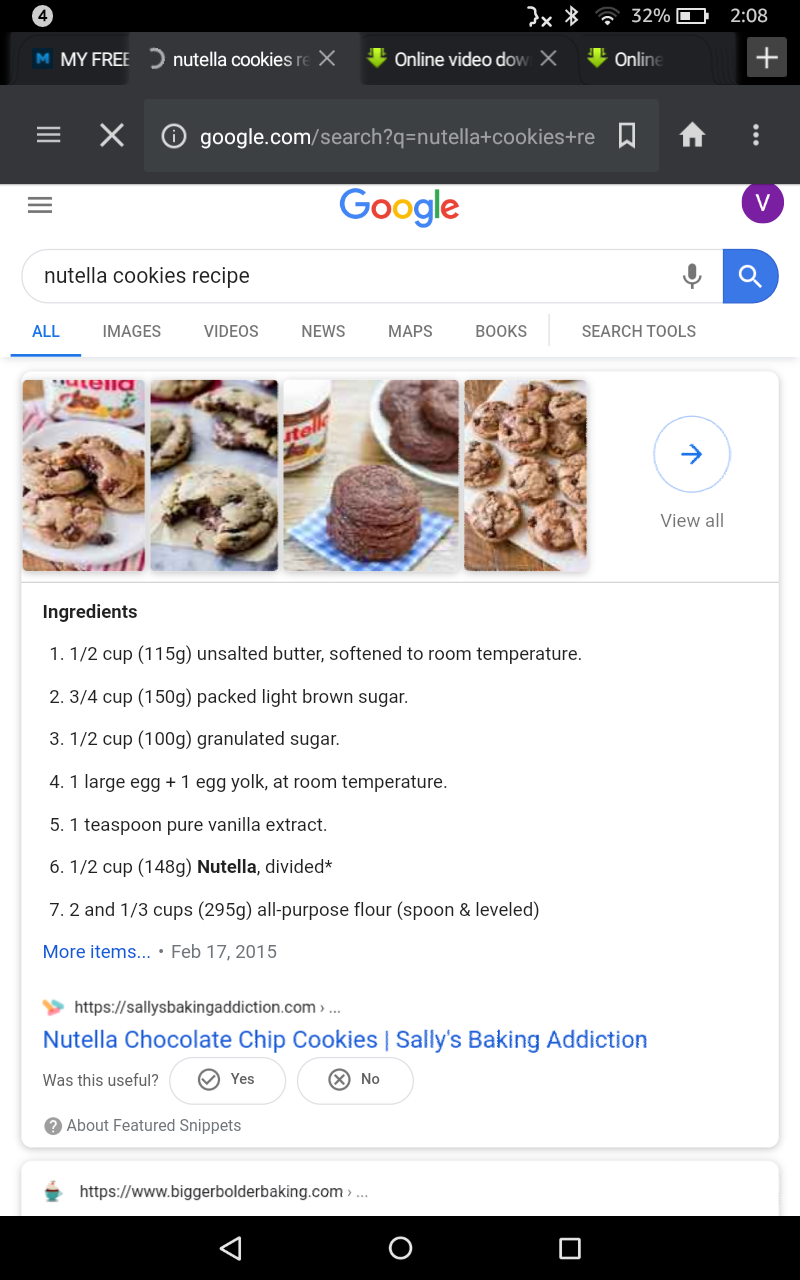 4 32% 2:08
MY FREE nutella cookies re Online video dow Online
google.com/search?q=nutella+cookies+re
Google V
nutella cookies recipe
ALL IMAGES VIDEOS NEWS MAPS BOOKS SEARCH TOOLS
nutella
utella
View all
Ingredients
1. 1/2 cup (115g) unsalted butter, softened to room temperature.
2. 3/4 cup (150g) packed light brown sugar.
3. 1/2 cup (100g) granulated sugar.
4. 1 large egg + 1 egg yolk, at room temperature.
5. 1 teaspoon pure vanilla extract.
6. 1/2 cup (148g) Nutella, divided*
7. 2 and 1/3 cups (295g) all-purpose flour (spoon & leveled)
More items... • Feb 17, 2015
https://sallysbakingaddiction.com › ...
Nutella Chocolate Chip Cookies | Sally's Baking Addiction
Was this useful? Yes No
About Featured Snippets
https://www.biggerbolderbaking.com › ...